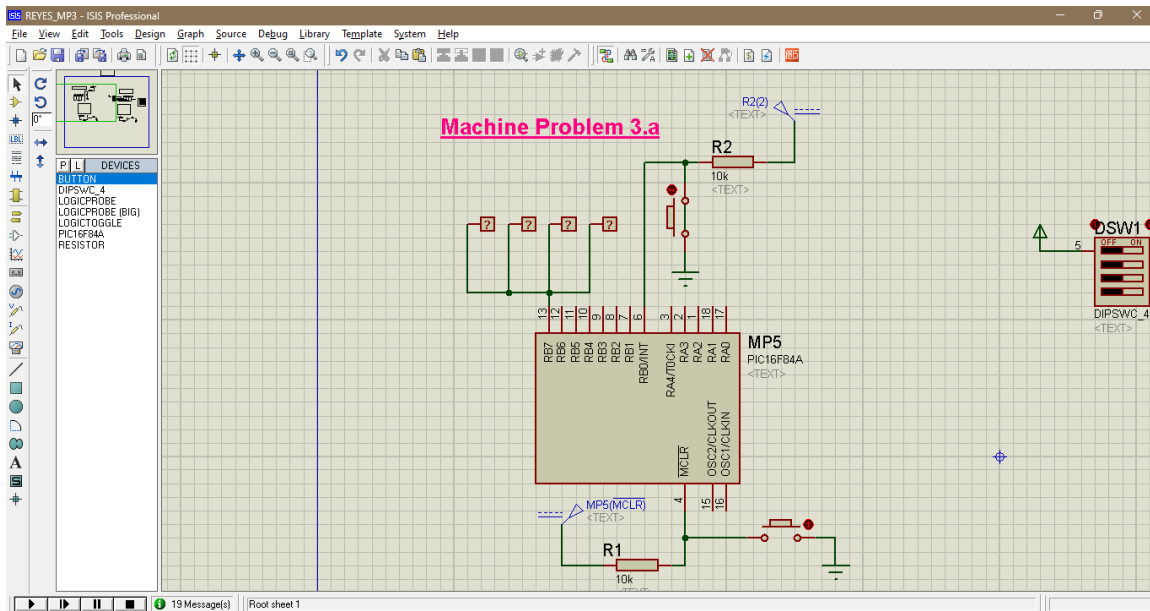 isis REYES_MP3 - ISIS Professional
File View Edit Tools Design Graph Source Debug Library Template System Help
0°
LBL
A
S
P L DEVICES
BUTTON
DIPSWC_4
LOGICPROBE
LOGICPROBE (BIG)
LOGICTOGGLE
PIC16F84A
RESISTOR
Machine Problem 3.a
R2(2)
<TEXT>
R2
10k
<TEXT>
? ? ? ?
DSW1
OFF ON
5
DIPSWC_4
<TEXT>
13 12 11 10 9 8 7 6 3 2 1 18 17
RB7 RB6 RB5 RB4 RB3 RB2 RB1 RB0/INT RA4/T0CKI RA3 RA2 RA1 RA0
MP5
PIC16F84A
<TEXT>
MCLR OSC2/CLKOUT OSC1/CLKIN
4 15 16
MP5(MCLR)
<TEXT>
R1
10k
<TEXT>
19 Message(s) Root sheet 1